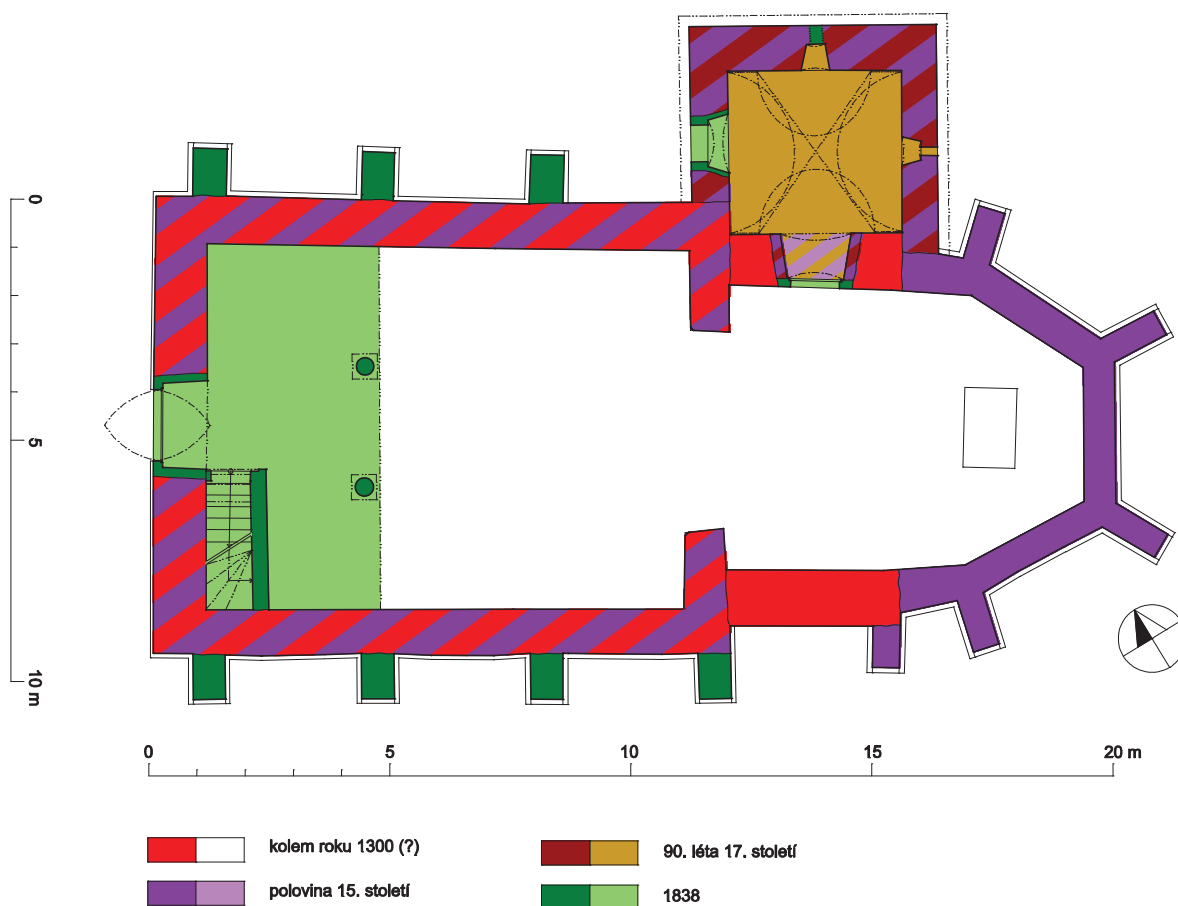 0
5
10 m
0 5 10 15 20 m
kolem roku 1300 (?) 90. léta 17. století
polovina 15. století 1838